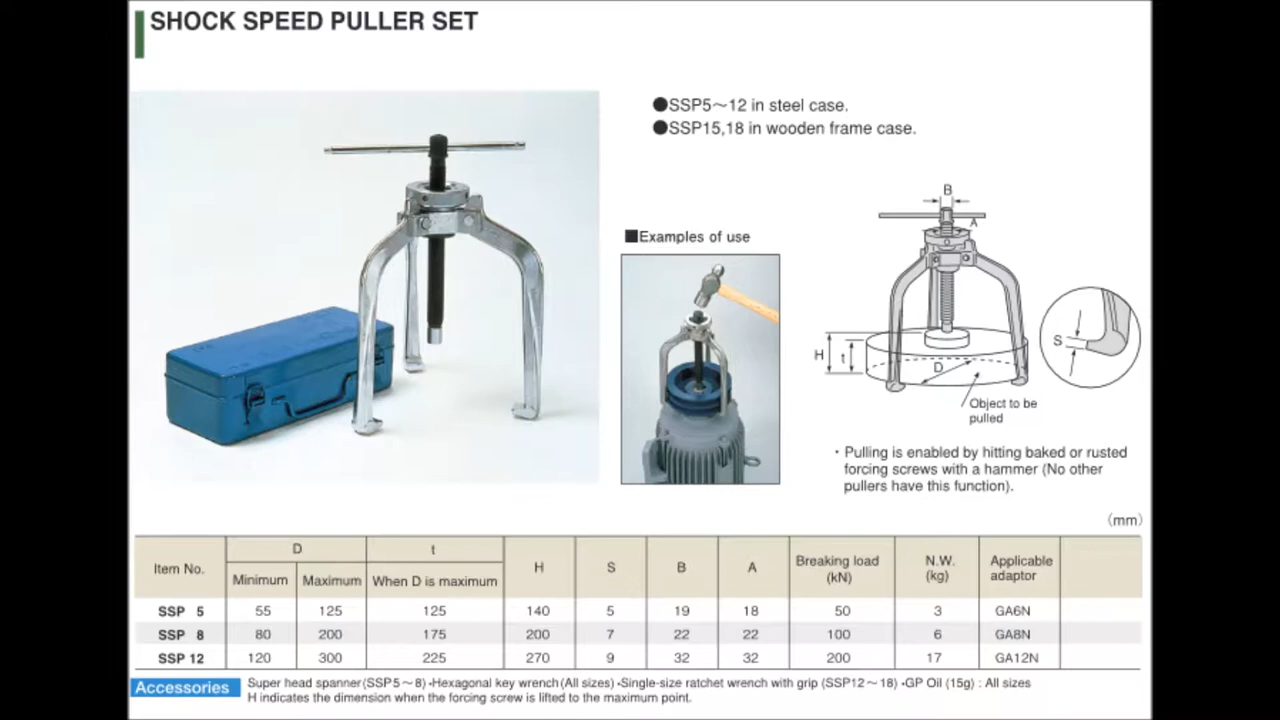 SHOCK SPEED PULLER SET
●SSP5～12 in steel case.
●SSP15,18 in wooden frame case.
■Examples of use
B
A
S
H
t
D
Object to be
pulled
・Pulling is enabled by hitting baked or rusted
forcing screws with a hammer (No other
pullers have this function).
(mm)
Item No. D t H S B A Breaking load (kN) N.W. (kg) Applicable adaptor
Minimum Maximum When D is maximum
SSP 5 55 125 125 140 5 19 18 50 3 GA6N
SSP 8 80 200 175 200 7 22 22 100 6 GA8N
SSP 12 120 300 225 270 9 32 32 200 17 GA12N
Accessories Super head spanner (SSP5～8) •Hexagonal key wrench (All sizes) •Single-size ratchet wrench with grip (SSP12～18) •GP Oil (15g) : All sizes
H indicates the dimension when the forcing screw is lifted to the maximum point.